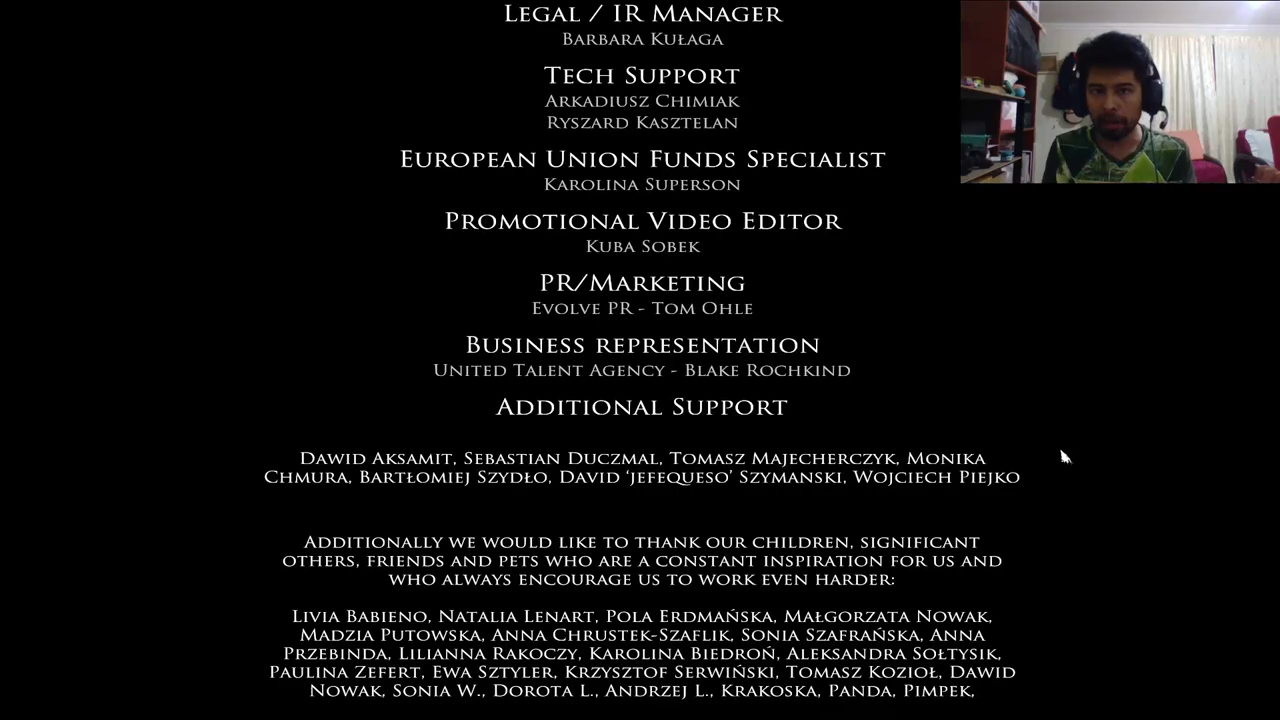 Legal / IR Manager
Barbara Kułaga
Tech Support
Arkadiusz Chimiak
Ryszard Kasztelan
European Union Funds Specialist
Karolina Superson
Promotional Video Editor
Kuba Sobek
PR/Marketing
Evolve PR - Tom Ohle
Business representation
United Talent Agency - Blake Rochkind
Additional Support
Dawid Aksamit, Sebastian Duczmal, Tomasz Majecherczyk, Monika
Chmura, Bartłomiej Szydło, David ‘jefequeso’ Szymanski, Wojciech Piejko
Additionally we would like to thank our children, significant
others, friends and pets who are a constant inspiration for us and
who always encourage us to work even harder:
Livia Babieno, Natalia Lenart, Pola Erdmańska, Małgorzata Nowak,
Madzia Putowska, Anna Chrustek-Szaflik, Sonia Szafrańska, Anna
Przebinda, Lilianna Rakoczy, Karolina Biedroń, Aleksandra Sołtysik,
Paulina Zefert, Ewa Sztyler, Krzysztof Serwiński, Tomasz Kozioł, Dawid
Nowak, Sonia W., Dorota L., Andrzej L., Krakoska, Panda, Pimpek,